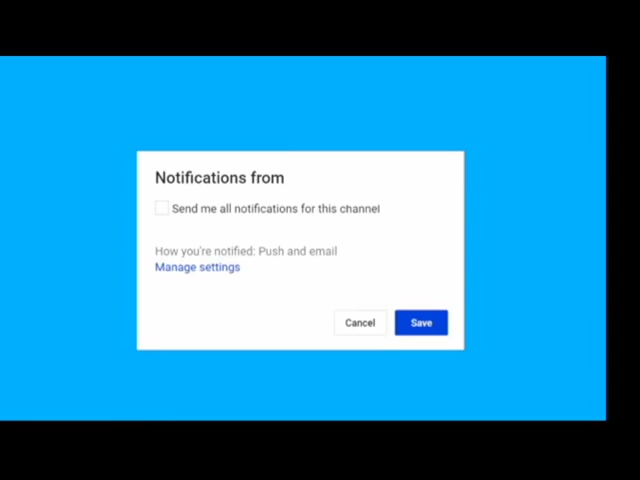 Notifications from
Send me all notifications for this channel
How you're notified: Push and email
Manage settings
Cancel Save